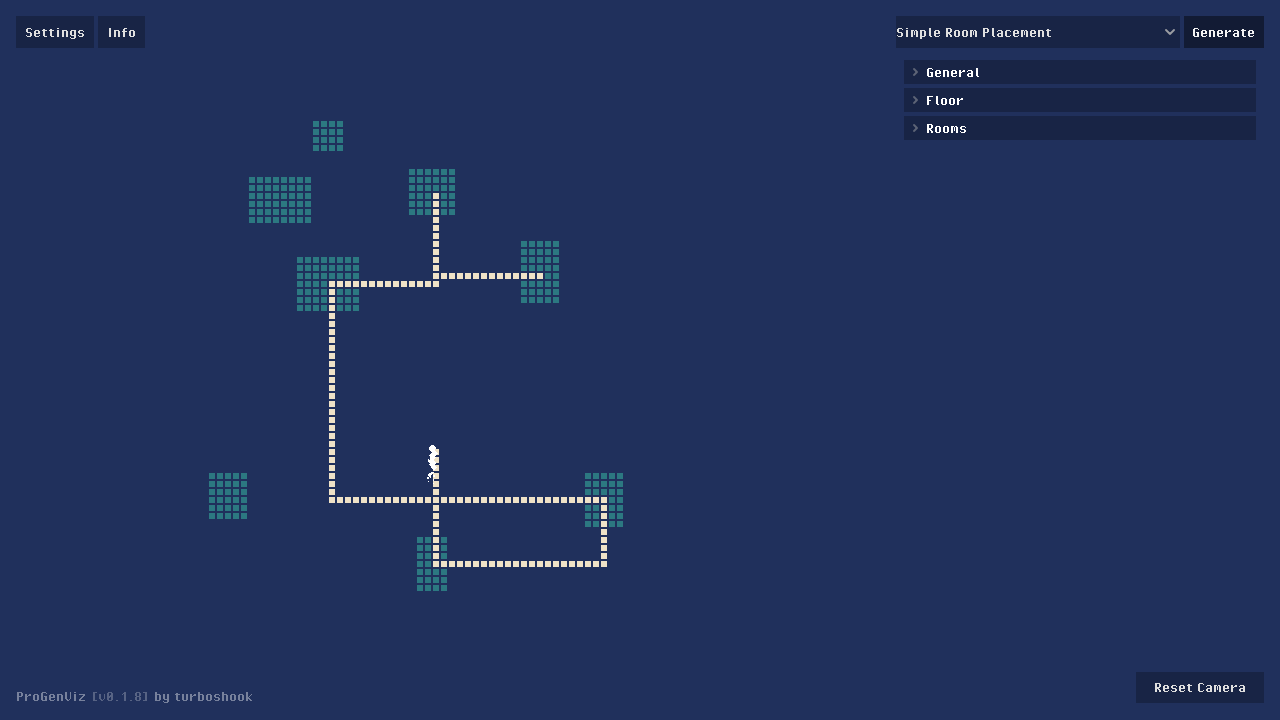 Settings
Info
Simple Room Placement
Generate
General
Floor
Rooms
ProGenViz [v0.1.8] by turboshook
Reset Camera